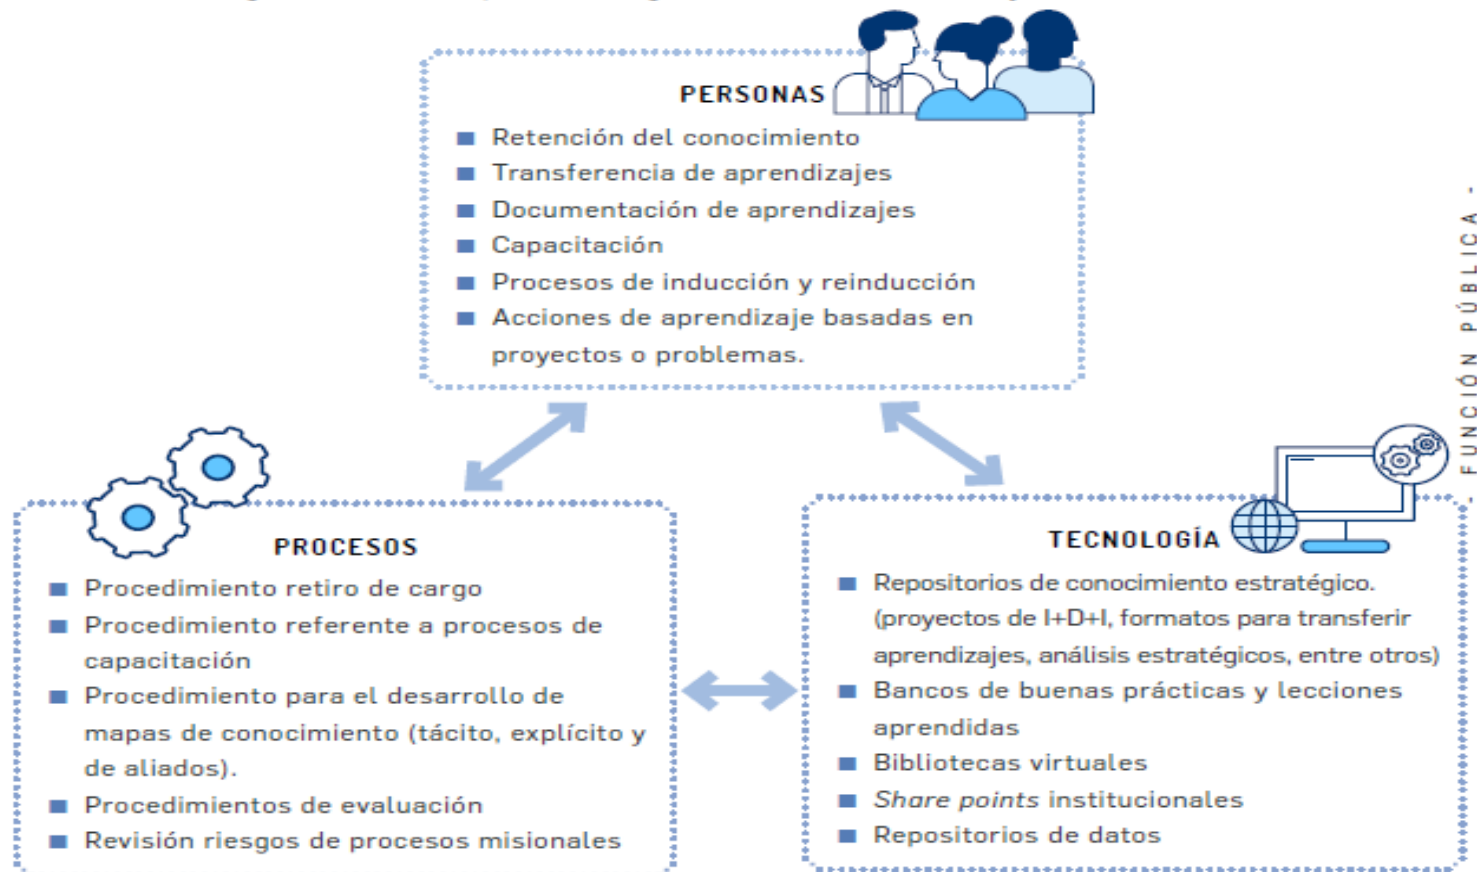 PERSONAS
Retención del conocimiento
Transferencia de aprendizajes
Documentación de aprendizajes
Capacitación
Procesos de inducción y reinducción
Acciones de aprendizaje basadas en
proyectos o problemas.
PROCESOS
Procedimiento retiro de cargo
Procedimiento referente a procesos de
capacitación
Procedimiento para el desarrollo de
mapas de conocimiento (tácito, explícito y
de aliados).
Procedimientos de evaluación
Revisión riesgos de procesos misionales
TECNOLOGÍA
Repositorios de conocimiento estratégico.
(proyectos de I+D+I, formatos para transferir
aprendizajes, análisis estratégicos, entre otros)
Bancos de buenas prácticas y lecciones
aprendidas
Bibliotecas virtuales
Share points institucionales
Repositorios de datos
- FUNCIÓN PÚBLICA -